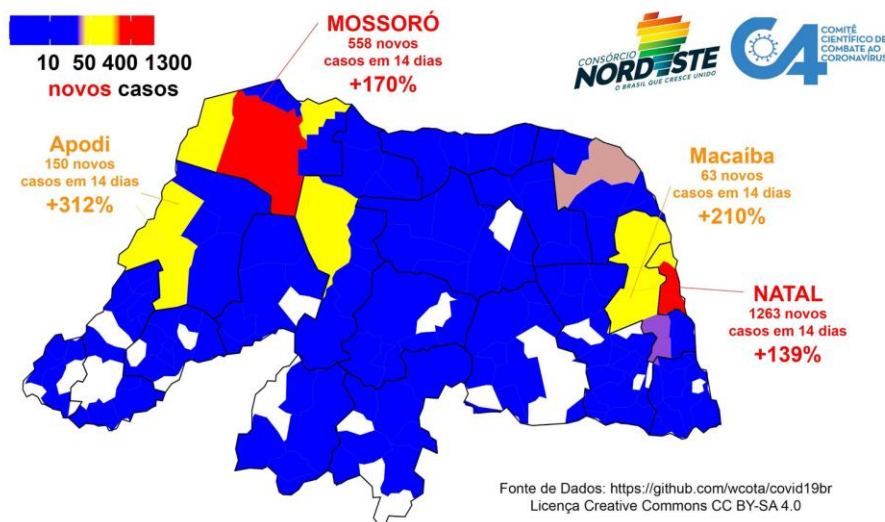 10 50 400 1300
novos casos
MOSSORÓ
558 novos
casos em 14 dias
+170%
CONSÓRCIO
NORDESTE
O BRASIL QUE CRESCE UNIDO
C4
COMITÊ
CIENTÍFICO DE
COMBATE AO
CORONAVÍRUS
Apodi
150 novos
casos em 14 dias
+312%
Macaíba
63 novos
casos em 14 dias
+210%
NATAL
1263 novos
casos em 14 dias
+139%
Fonte de Dados: https://github.com/wcota/covid19br
Licença Creative Commons CC BY-SA 4.0